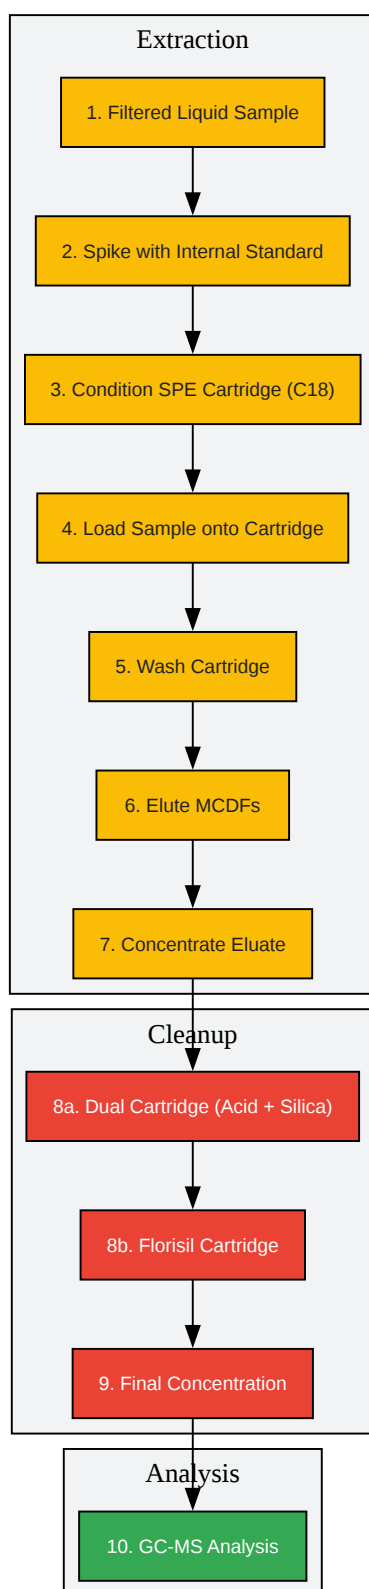 Extraction
1. Filtered Liquid Sample
2. Spike with Internal Standard
3. Condition SPE Cartridge (C18)
4. Load Sample onto Cartridge
5. Wash Cartridge
6. Elute MCDFs
7. Concentrate Eluate
Cleanup
8a. Dual Cartridge (Acid + Silica)
8b. Florisil Cartridge
9. Final Concentration
Analysis
10. GC-MS Analysis